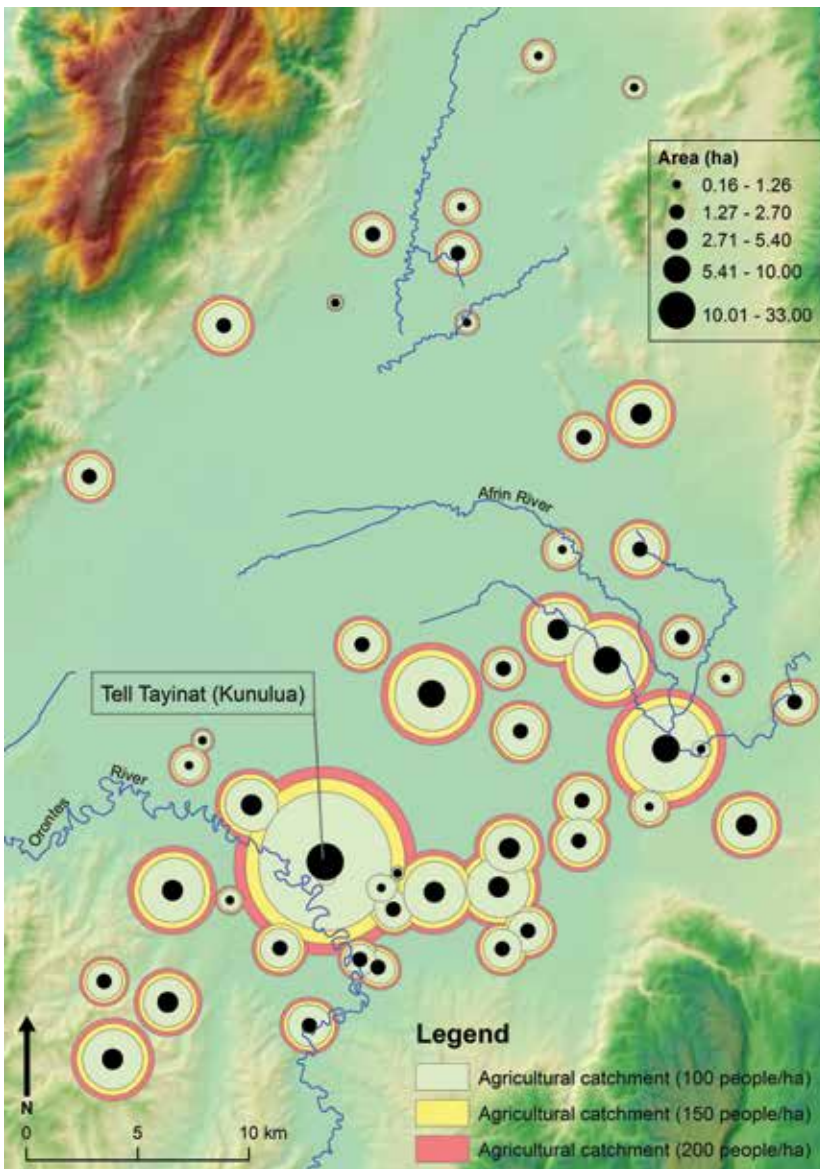 Area (ha)
0.16 - 1.26
1.27 - 2.70
2.71 - 5.40
5.41 - 10.00
10.01 - 33.00
Afrin River
Tell Tayinat (Kunulua)
Orontes
River
N
0 5 10 km
Legend
Agricultural catchment (100 people/ha)
Agricultural catchment (150 people/ha)
Agricultural catchment (200 people/ha)